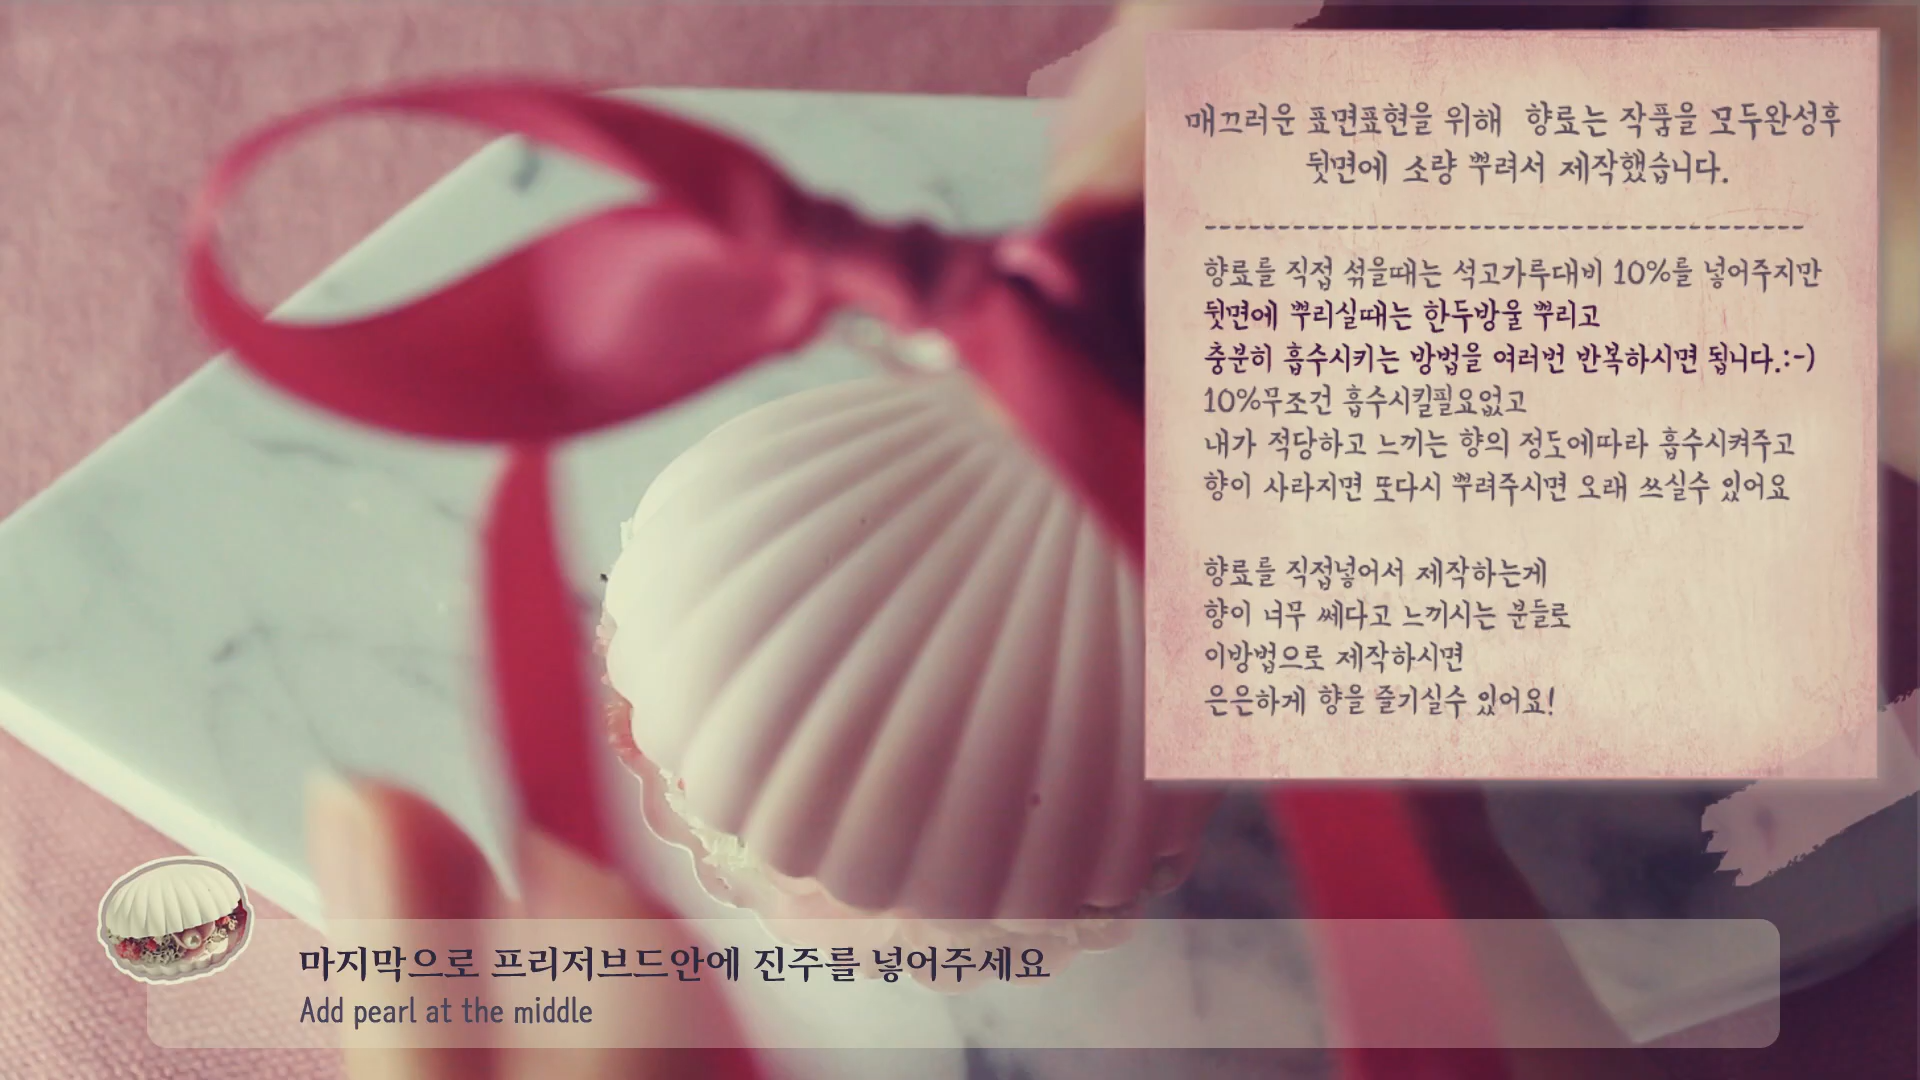 매끄러운 표면표현을 위해 향료는 작품을 모두완성후
뒷면에 소량 뿌려서 제작했습니다.
-----------------------------------------
향료를 직접 섞을때는 석고가루대비 10%를 넣어주지만
뒷면에 뿌리실때는 한두방울 뿌리고
충분히 흡수시키는 방법을 여러번 반복하시면 됩니다.:-)
10%무조건 흡수시킬필요없고
내가 적당하고 느끼는 향의 정도에따라 흡수시켜주고
향이 사라지면 또다시 뿌려주시면 오래 쓰실수 있어요
향료를 직접넣어서 제작하는게
향이 너무 쎄다고 느끼시는 분들로
이방법으로 제작하시면
은은하게 향을 즐기실수 있어요!
마지막으로 프리저브드안에 진주를 넣어주세요
Add pearl at the middle